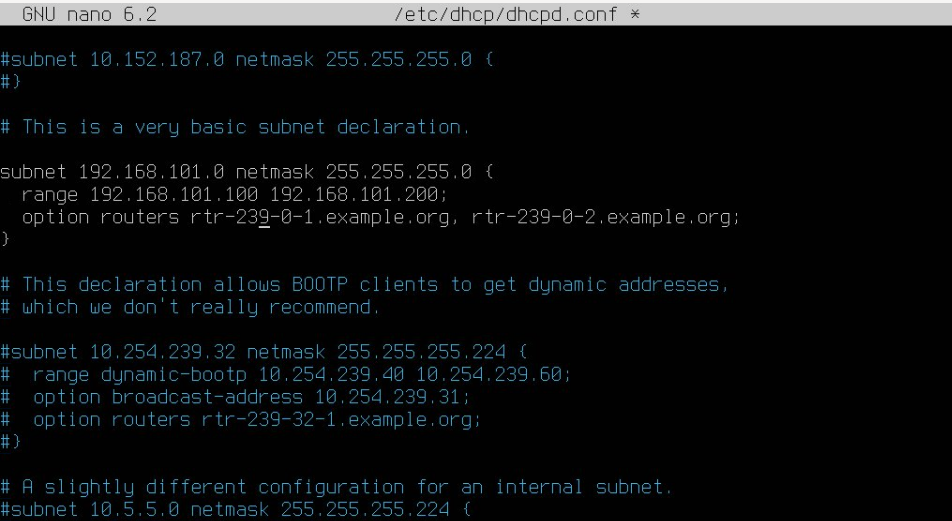 GNU nano 6.2 /etc/dhcp/dhcpd.conf *
#subnet 10.152.187.0 netmask 255.255.255.0 {
#}
# This is a very basic subnet declaration.
subnet 192.168.101.0 netmask 255.255.255.0 {
range 192.168.101.100 192.168.101.200;
option routers rtr-239-0-1.example.org, rtr-239-0-2.example.org;
}
# This declaration allows BOOTP clients to get dynamic addresses,
# which we don't really recommend.
#subnet 10.254.239.32 netmask 255.255.255.224 {
#  range dynamic-bootp 10.254.239.40 10.254.239.60;
#  option broadcast-address 10.254.239.31;
#  option routers rtr-239-32-1.example.org;
#}
# A slightly different configuration for an internal subnet.
#subnet 10.5.5.0 netmask 255.255.255.224 {